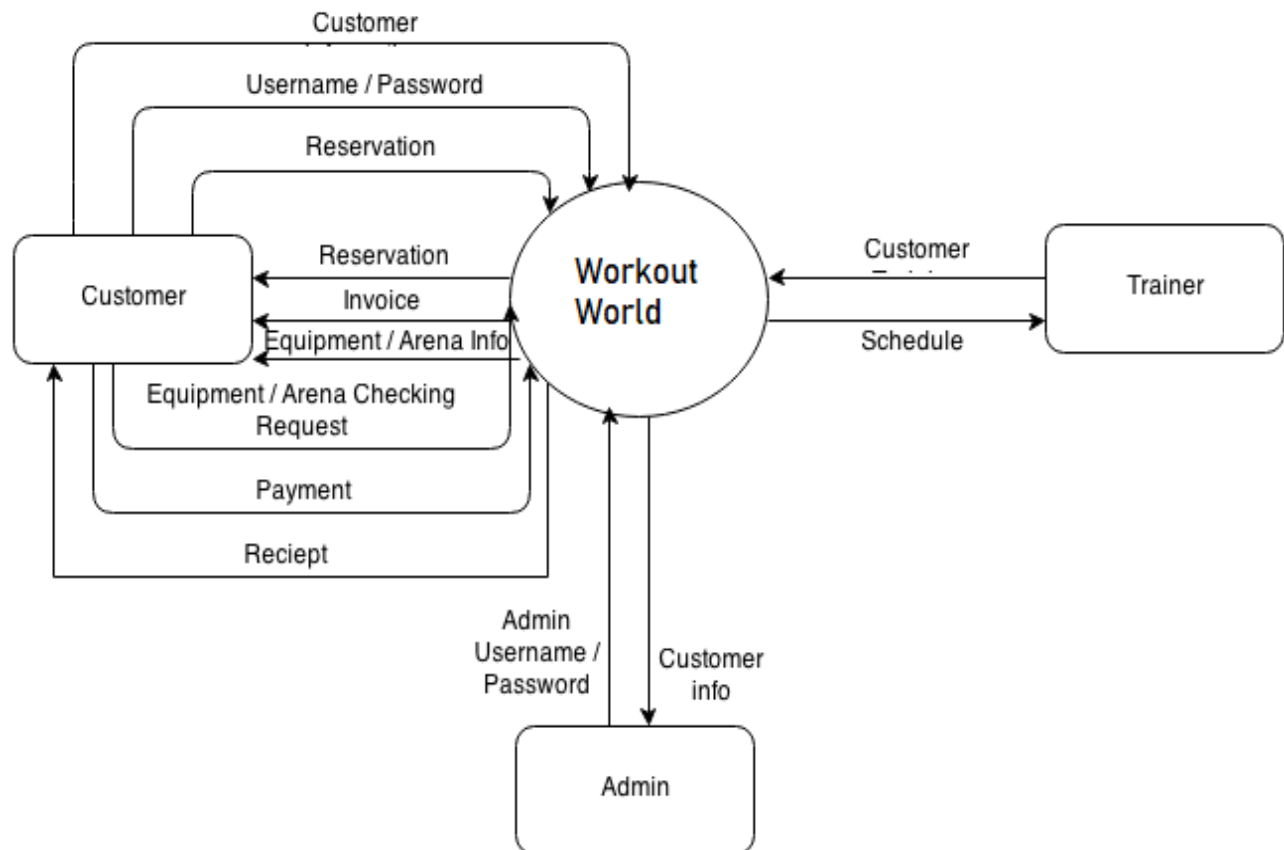 Customer
Username / Password
Reservation
Reservation
Invoice
Equipment / Arena Info
Equipment / Arena Checking
Request
Payment
Reciept
Customer
Workout
World
Customer
Schedule
Trainer
Admin
Username /
Password
Customer
info
Admin